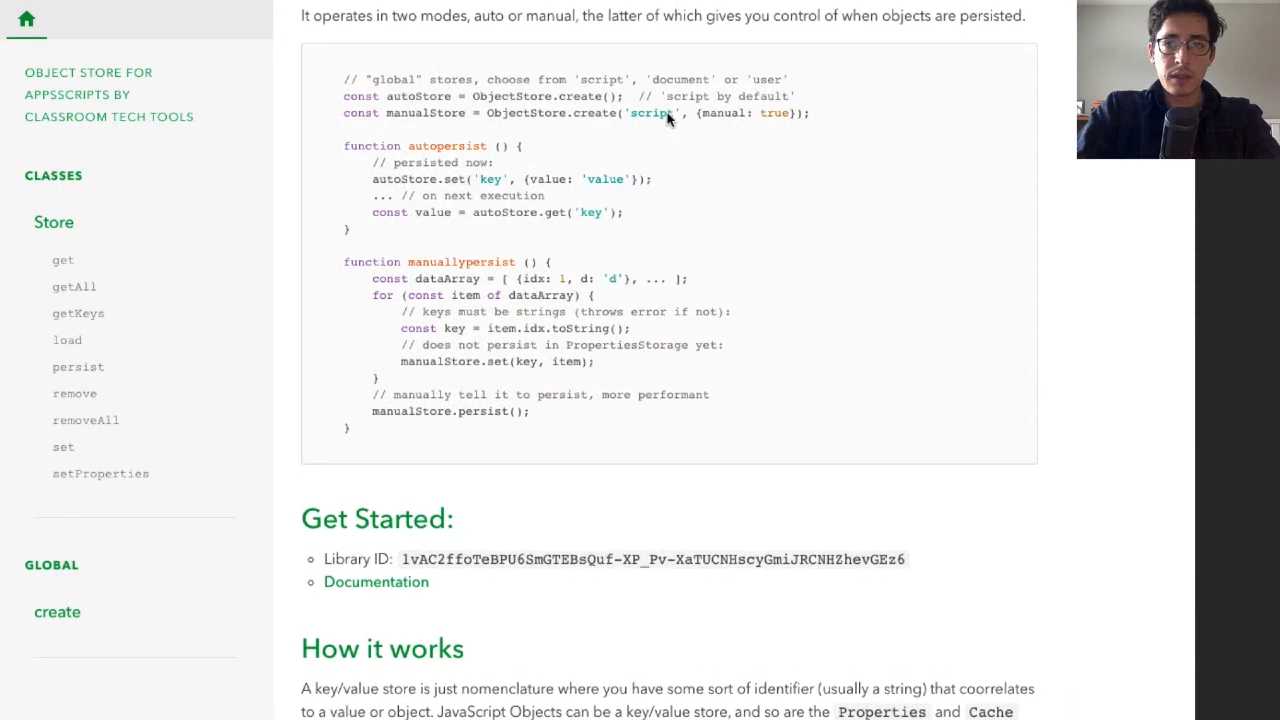 OBJECT STORE FOR
APPSSCRIPTS BY
CLASSROOM TECH TOOLS
CLASSES
Store
get
getAll
getKeys
load
persist
remove
removeAll
set
setProperties
GLOBAL
create
It operates in two modes, auto or manual, the latter of which gives you control of when objects are persisted.
// "global" stores, choose from 'script', 'document' or 'user'
const autoStore = ObjectStore.create();  // 'script by default'
const manualStore = ObjectStore.create('script', {manual: true});
function autopersist () {
// persisted now:
autoStore.set('key', {value: 'value'});
... // on next execution
const value = autoStore.get('key');
}
function manuallypersist () {
const dataArray = [ {idx: 1, d: 'd'}, ... ];
for (const item of dataArray) {
// keys must be strings (throws error if not):
const key = item.idx.toString();
// does not persist in PropertiesStorage yet:
manualStore.set(key, item);
}
// manually tell it to persist, more performant
manualStore.persist();
}
Get Started:
Library ID: 1vAC2ffoTeBPU6SmGTEBsQuf-XP_Pv-XaTUCNHscyGmiJRCNHZhevGEz6
Documentation
How it works
A key/value store is just nomenclature where you have some sort of identifier (usually a string) that coorrelates
to a value or object. JavaScript Objects can be a key/value store, and so are the Properties and Cache